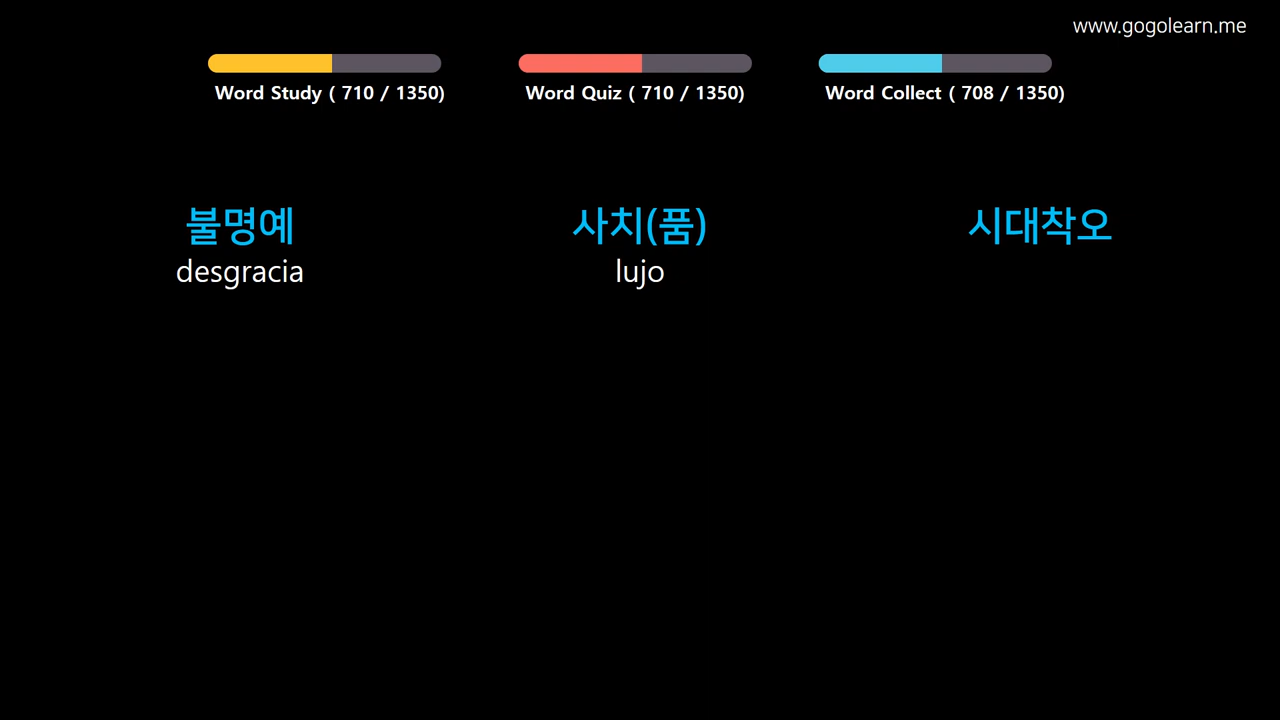 www.gogolearn.me
Word Study ( 710 / 1350)
Word Quiz ( 710 / 1350)
Word Collect ( 708 / 1350)
불명예
desgracia
사치(품)
lujo
시대착오